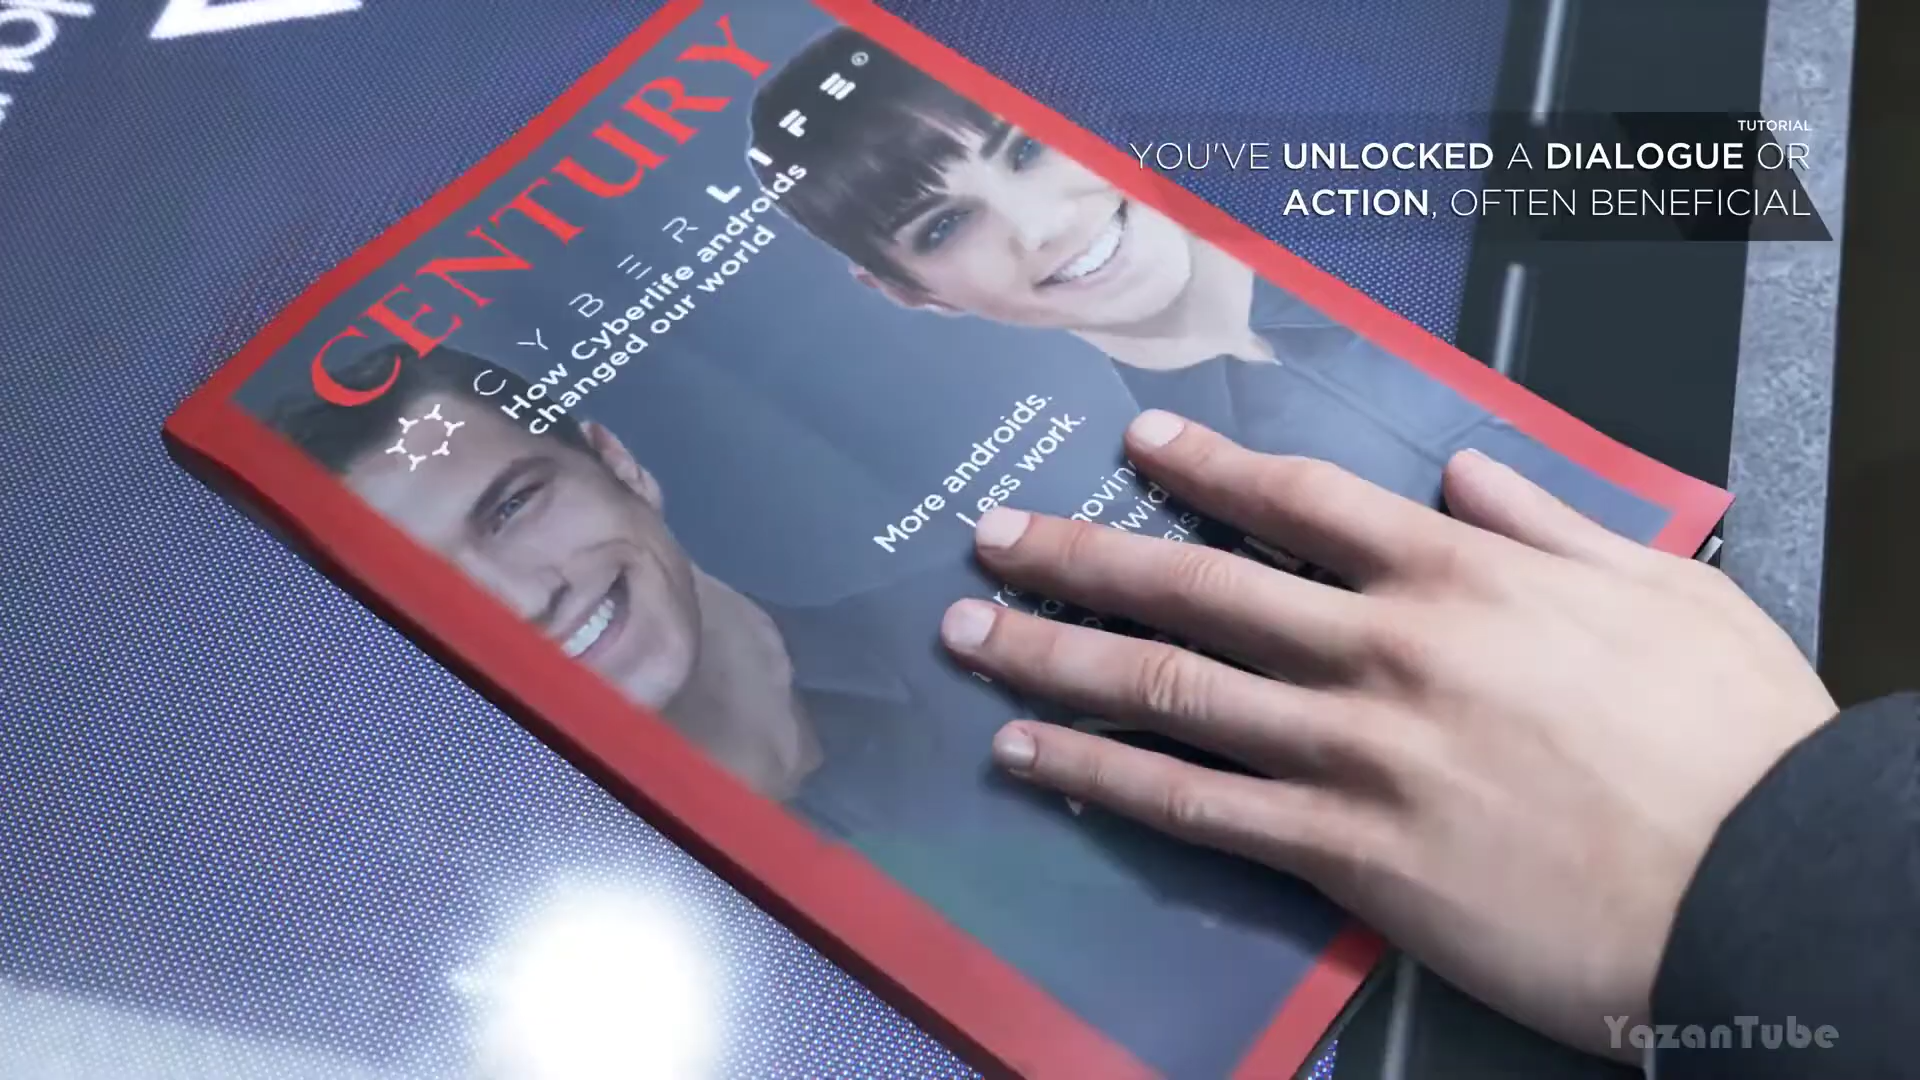 TUTORIAL
YOU'VE UNLOCKED A DIALOGUE OR
ACTION, OFTEN BENEFICIAL
CENTURY
CYBERLIFE©
How Cyberlife androids
changed our world
More androids.
Less work.
YazanTube